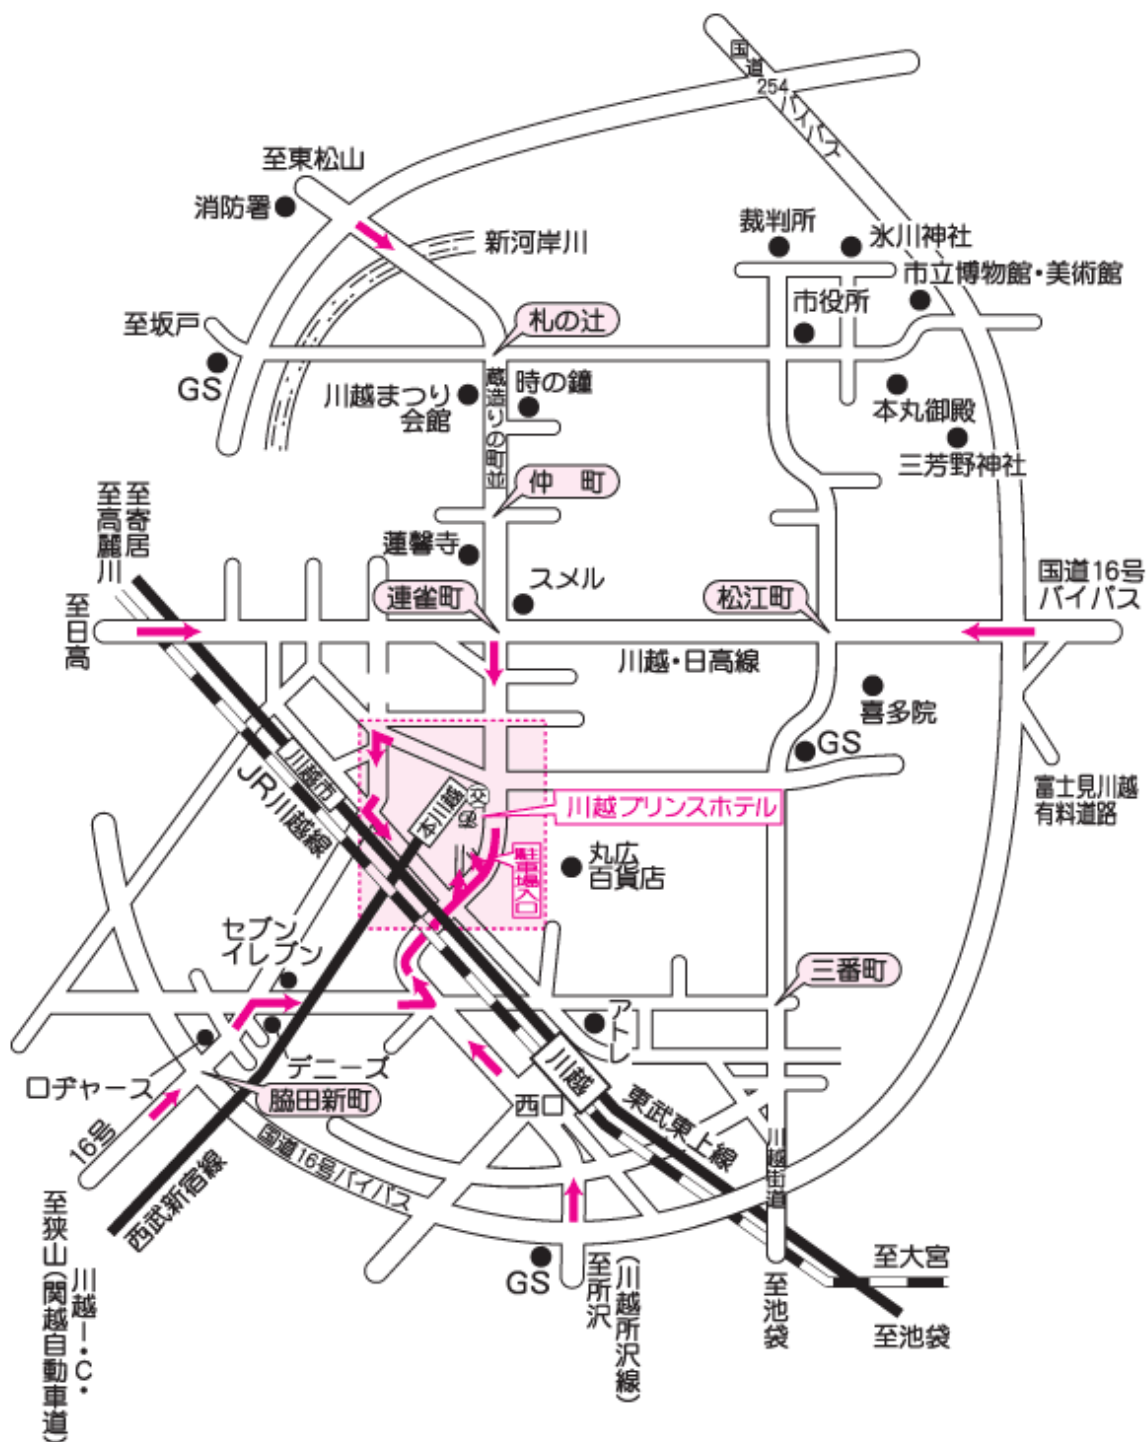 国道
254
バイパス
至東松山
消防署
新河岸川
裁判所
氷川神社
市立博物館・美術館
市役所
至坂戸
札の辻
GS
蔵造りの町並
時の鐘
川越まつり
会館
本丸御殿
三芳野神社
仲 町
至寄居
至高麗川
蓮馨寺
スメル
連雀町
松江町
国道16号
バイパス
至日高
川越・日高線
喜多院
GS
富士見川越
有料道路
川越市
JR川越線
本川越
交
川越プリンスホテル
駐車場入口
丸広
百貨店
セブン
イレブン
三番町
アトレ
ロヂャース
デニーズ
脇田新町
川越
西口
東武東上線
16号
国道16号バイパス
川越街道
西武新宿線
至狭山(関越自動車道)
川越I・C・
GS
至所沢
(川越所沢線)
至池袋
至大宮
至池袋